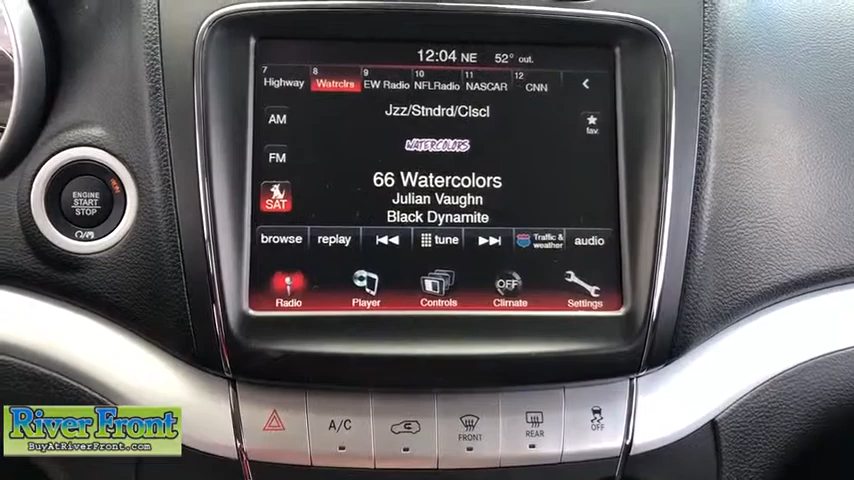 12:04 NE 52° out.
7 8 9 10 11 12
Highway Watrclrs EW Radio NFLRadio NASCAR CNN
Jzz/Stndrd/Clscl
AM
fav
WATERCOLORS
FM
66 Watercolors
Julian Vaughn
SAT
Black Dynamite
browse replay tune Traffic & weather audio
OFF
Radio Player Controls Climate Settings
ENGINE
START
STOP
A/C
FRONT
REAR
OFF
River Front
BuyAtRiverFront.com